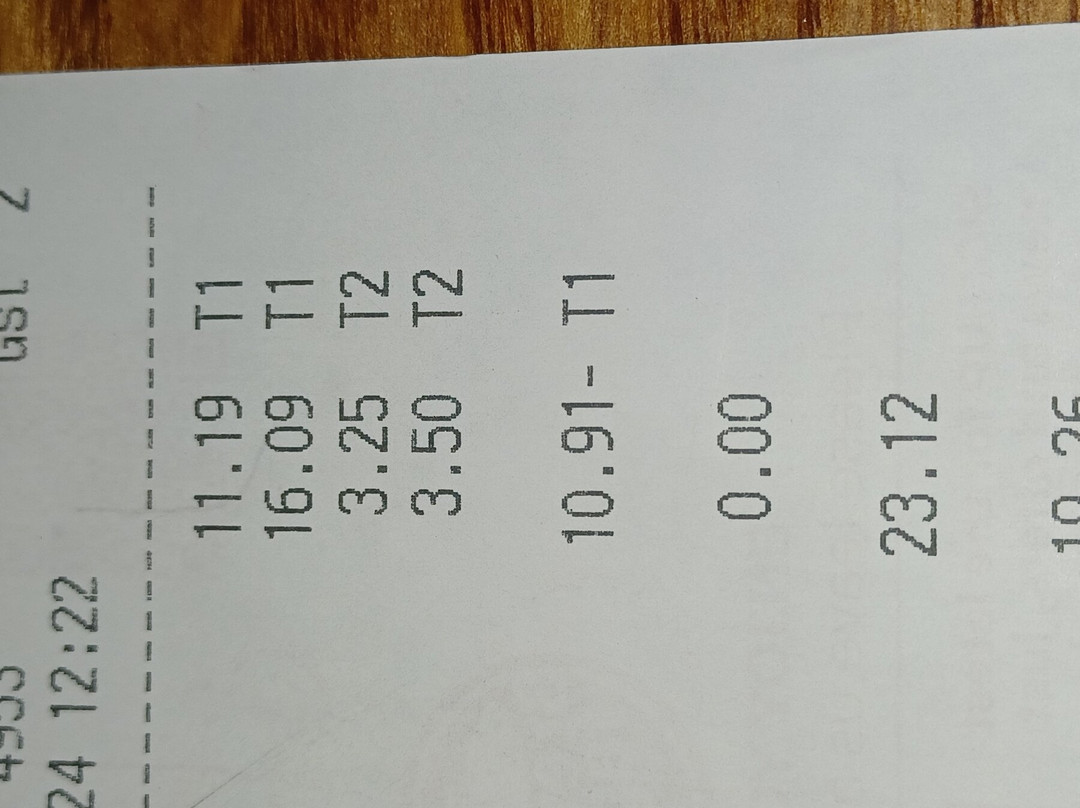 24 12:22
11.19 T1
16.09 T1
3.25 T2
3.50 T2
10.91- T1
0.00
23.12